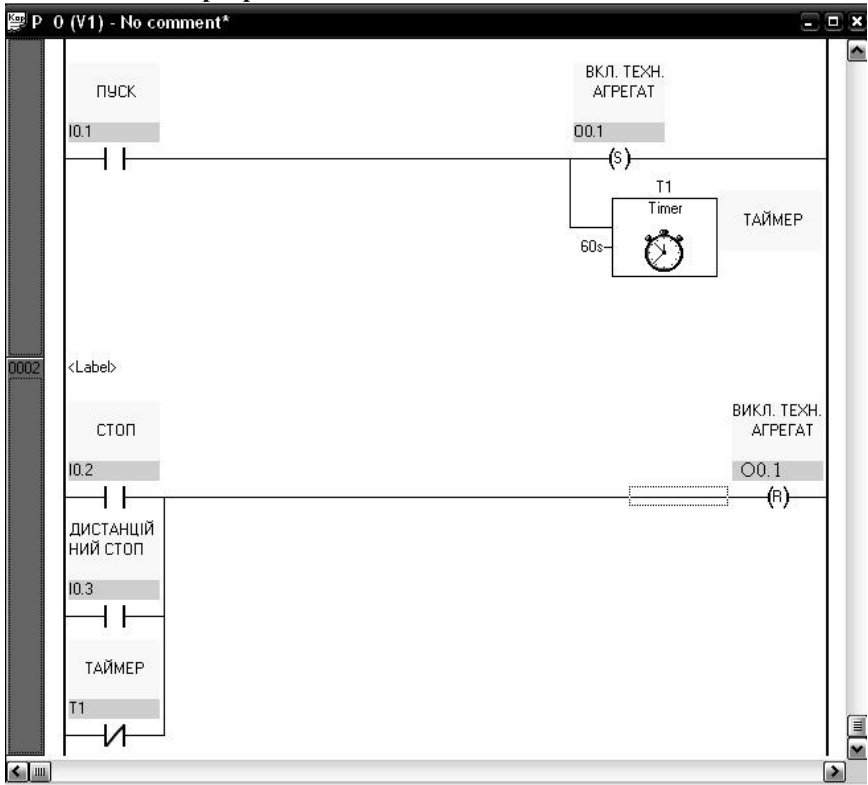 P 0 (V1) - No comment*
ПУСК
ВКЛ. ТЕХН.
АГРЕГАТ
I0.1
O0.1
(S)
T1
Timer
ТАЙМЕР
60s
0002
<Label>
СТОП
ВИКЛ. ТЕХН.
АГРЕГАТ
I0.2
O0.1
(R)
ДИСТАНЦІЙ
НИЙ СТОП
I0.3
ТАЙМЕР
T1